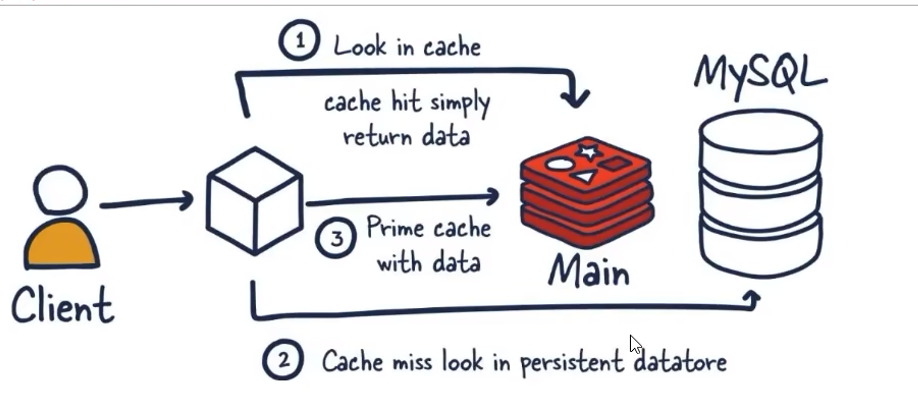 1 Look in cache
cache hit simply
return data
MySQL
3 Prime cache
with data
Main
Client
2 Cache miss look in persistent datatore